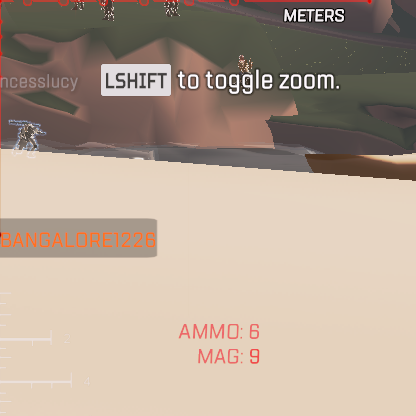 METERS
ncesslucy
LSHIFT to toggle zoom.
BANGALORE1226
AMMO: 6
MAG: 9